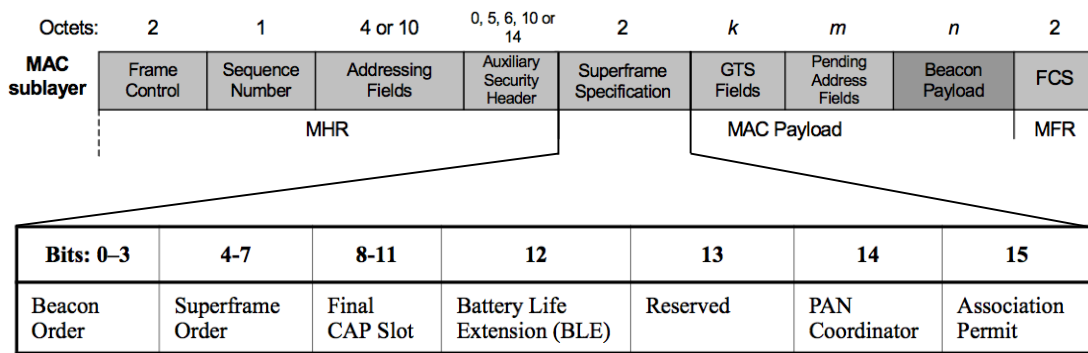 Octets: 2 1 4 or 10 0, 5, 6, 10 or 14 2 k m n 2
MAC sublayer Frame Control Sequence Number Addressing Fields Auxiliary Security Header Superframe Specification GTS Fields Pending Address Fields Beacon Payload FCS
MHR MAC Payload MFR
Bits: 0–3 4-7 8-11 12 13 14 15
Beacon Order Superframe Order Final CAP Slot Battery Life Extension (BLE) Reserved PAN Coordinator Association Permit